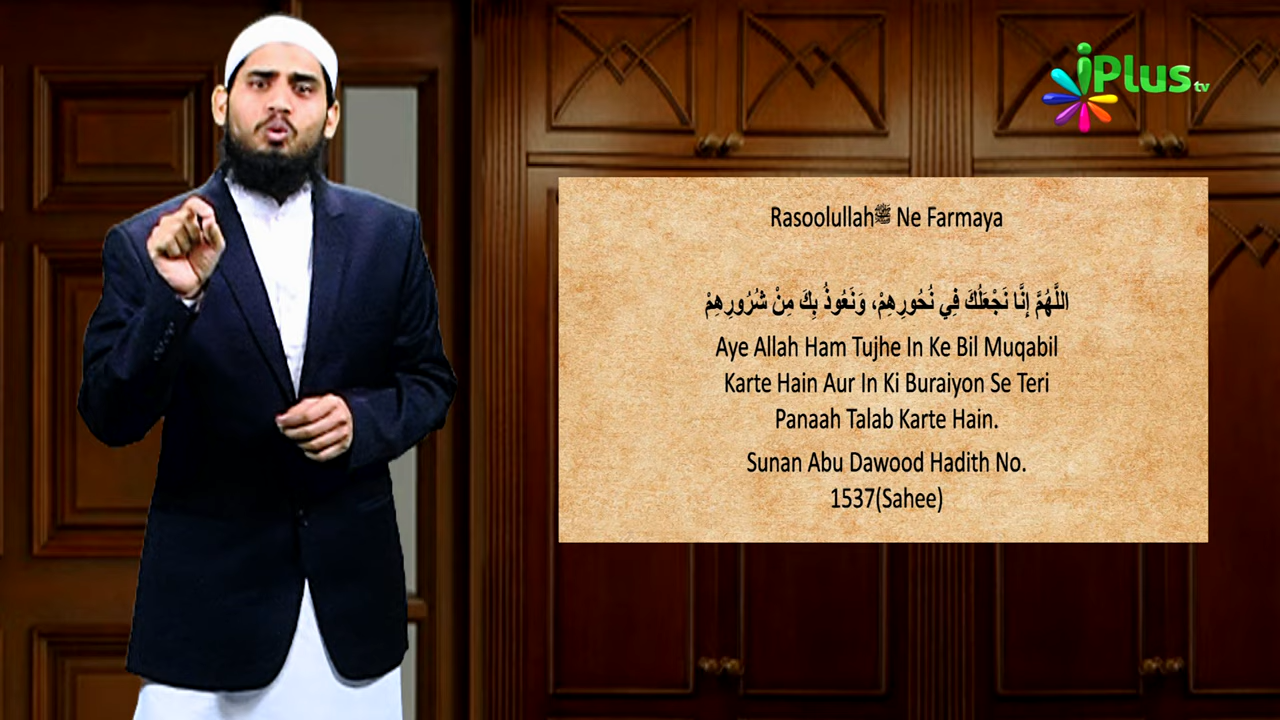 iPlus tv
Rasoolullahﷺ Ne Farmaya
اللَّهُمَّ إِنَّا نَجْعَلُكَ فِي نُحُورِهِمْ، وَنَعُوذُ بِكَ مِنْ شُرُورِهِمْ
Aye Allah Ham Tujhe In Ke Bil Muqabil
Karte Hain Aur In Ki Buraiyon Se Teri
Panaah Talab Karte Hain.
Sunan Abu Dawood Hadith No.
1537(Sahee)